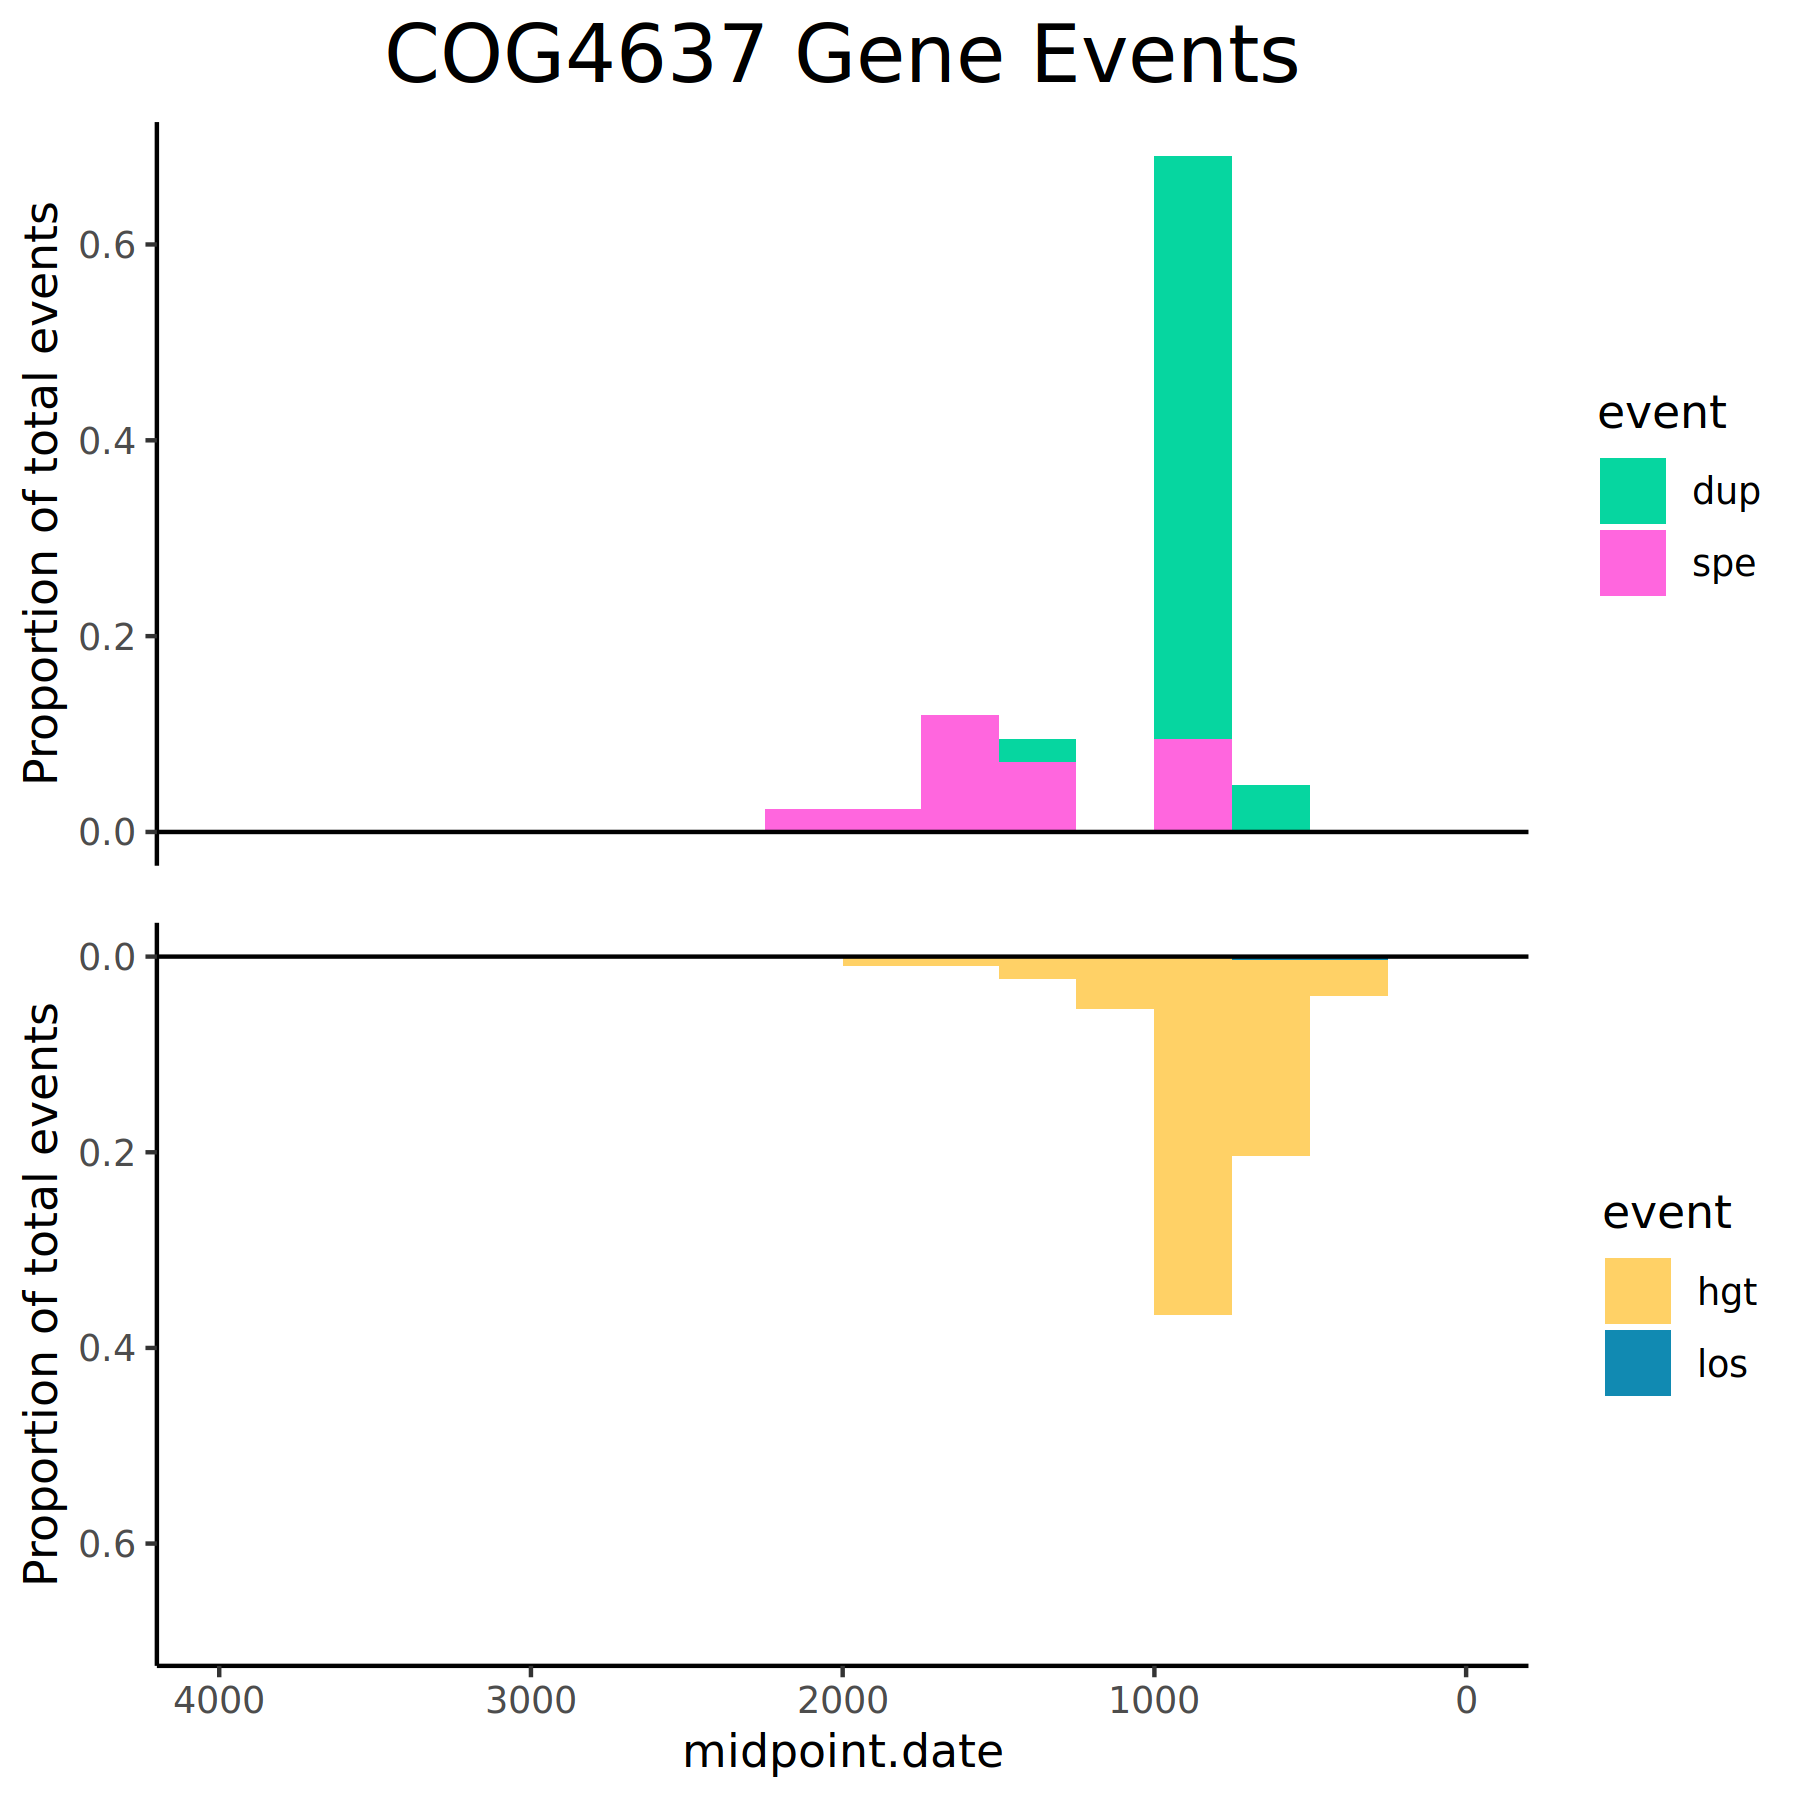 COG4637 Gene Events
Proportion of total events
0.6
0.4
0.2
0.0
event
dup
spe
Proportion of total events
0.0
0.2
0.4
0.6
event
hgt
los
4000 3000 2000 1000 0
midpoint.date